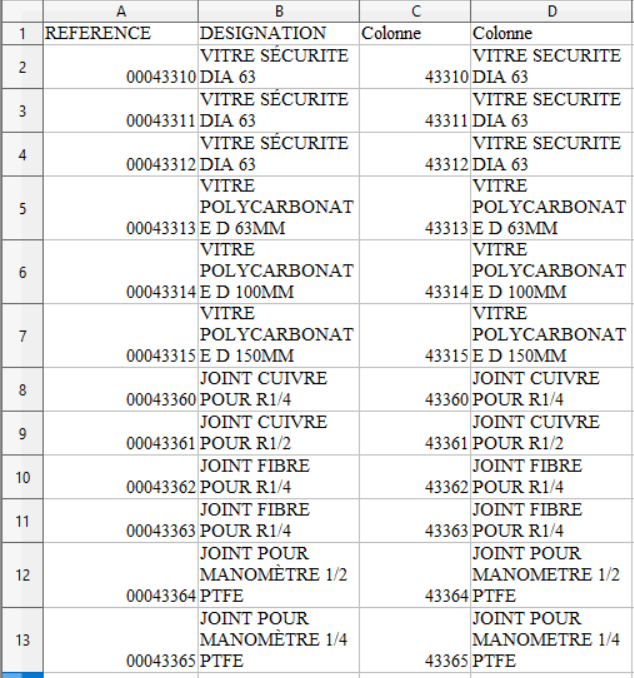 A B C D
1 REFERENCE DESIGNATION Colonne Colonne
VITRE SÉCURITE VITRE SECURITE
2 00043310 DIA 63 43310 DIA 63
VITRE SÉCURITE VITRE SECURITE
3 00043311 DIA 63 43311 DIA 63
VITRE SÉCURITE VITRE SECURITE
4 00043312 DIA 63 43312 DIA 63
VITRE VITRE
5 POLYCARBONAT POLYCARBONAT
00043313 E D 63MM 43313 E D 63MM
VITRE VITRE
6 POLYCARBONAT POLYCARBONAT
00043314 E D 100MM 43314 E D 100MM
VITRE VITRE
7 POLYCARBONAT POLYCARBONAT
00043315 E D 150MM 43315 E D 150MM
JOINT CUIVRE JOINT CUIVRE
8 00043360 POUR R1/4 43360 POUR R1/4
JOINT CUIVRE JOINT CUIVRE
9 00043361 POUR R1/2 43361 POUR R1/2
JOINT FIBRE JOINT FIBRE
10 00043362 POUR R1/4 43362 POUR R1/4
JOINT FIBRE JOINT FIBRE
11 00043363 POUR R1/4 43363 POUR R1/4
JOINT POUR JOINT POUR
12 MANOMÈTRE 1/2 MANOMETRE 1/2
00043364 PTFE 43364 PTFE
JOINT POUR JOINT POUR
13 MANOMÈTRE 1/4 MANOMETRE 1/4
00043365 PTFE 43365 PTFE